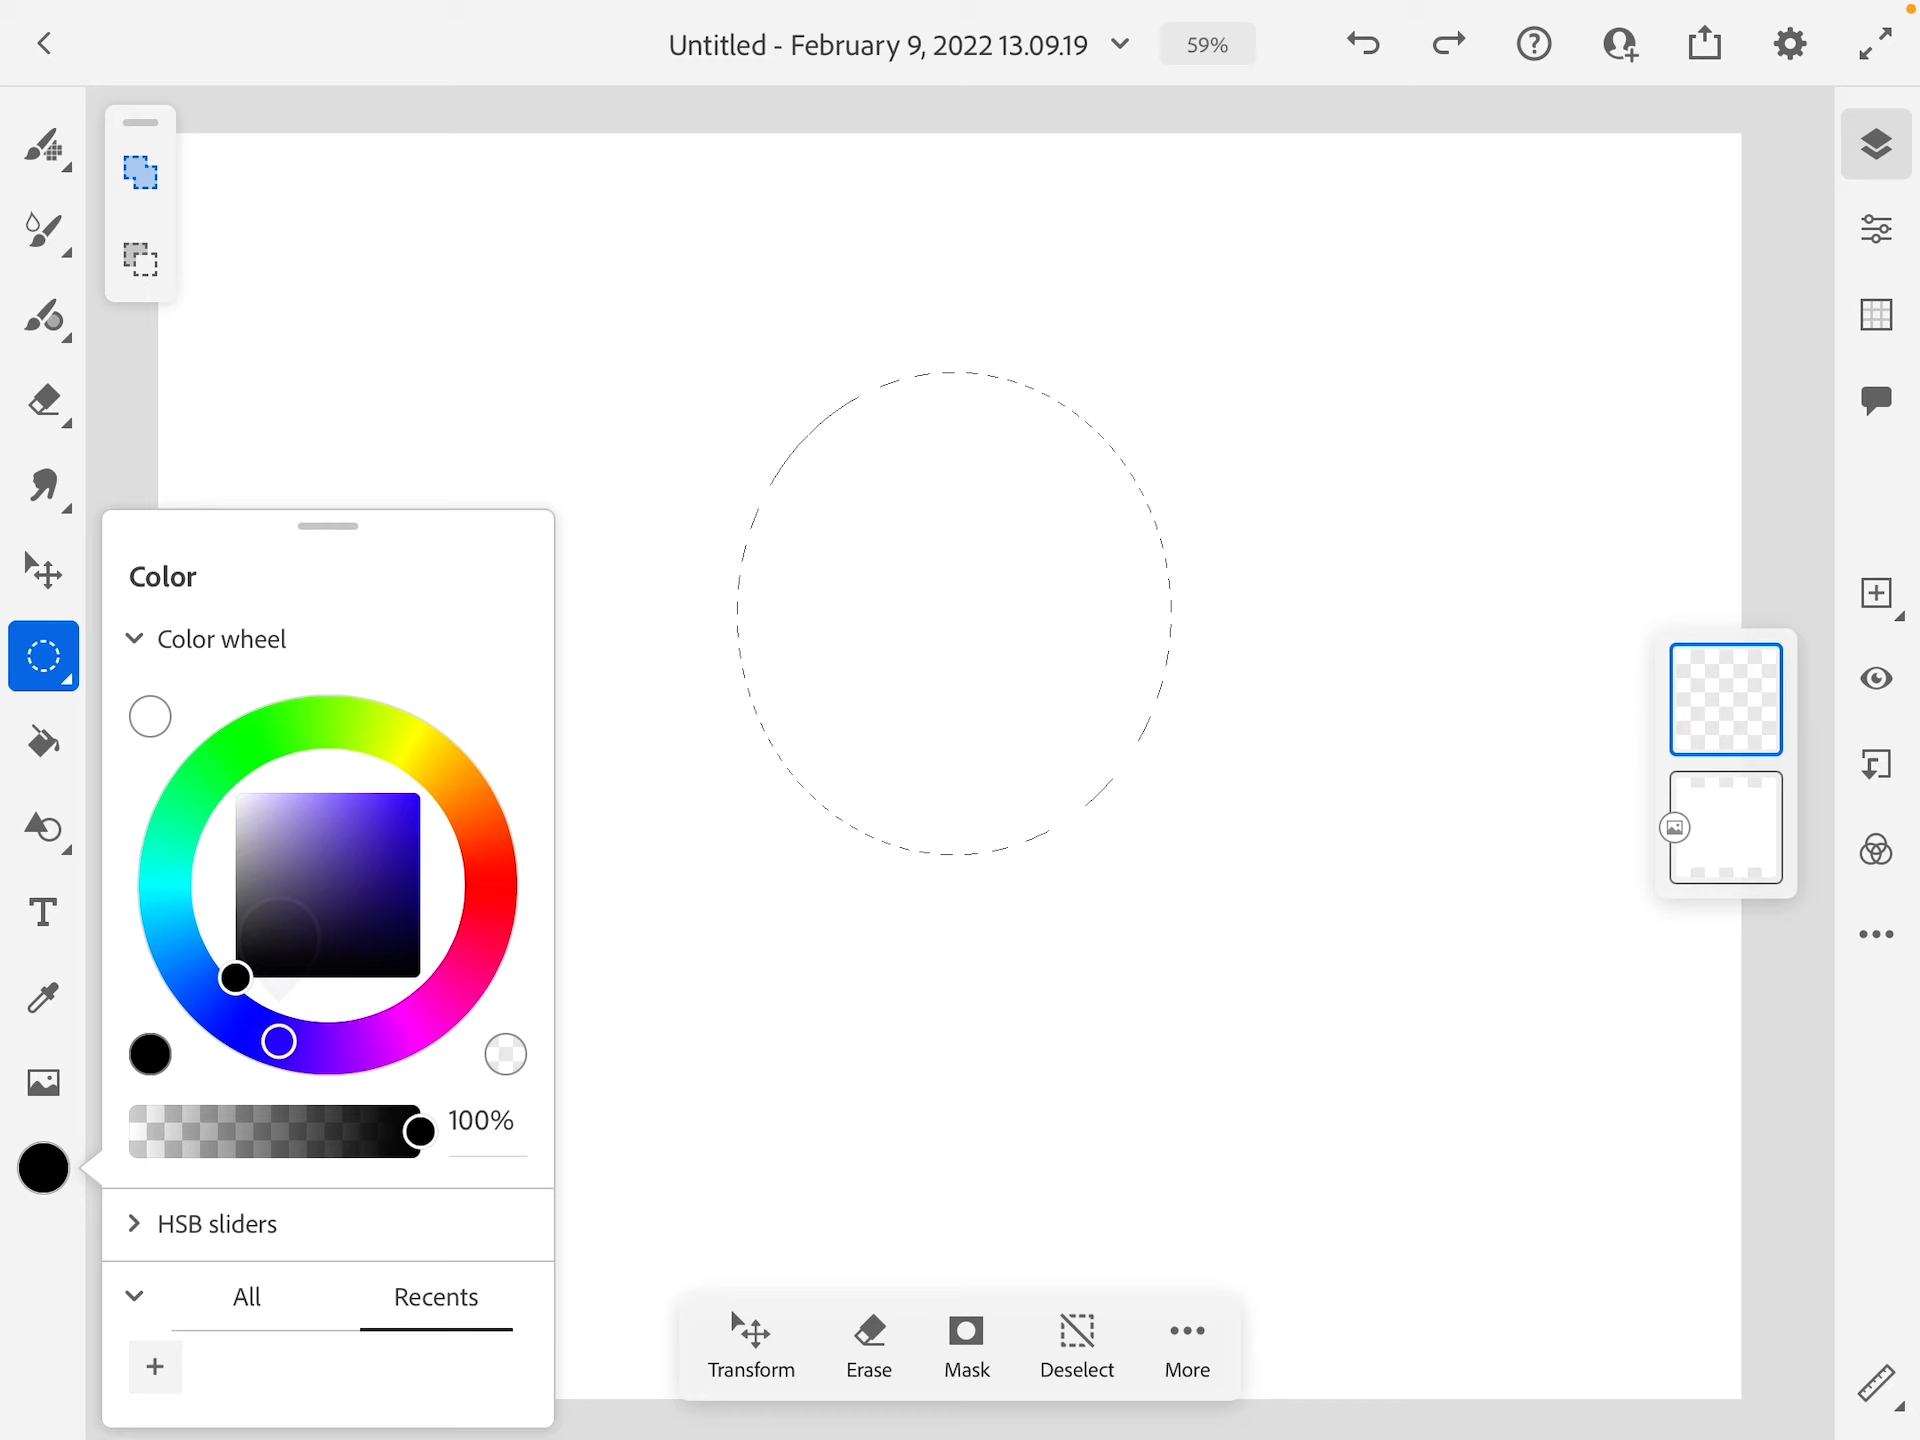 Untitled - February 9, 2022 13.09.19
59%
Color
Color wheel
100%
HSB sliders
All
Recents
Transform
Erase
Mask
Deselect
More